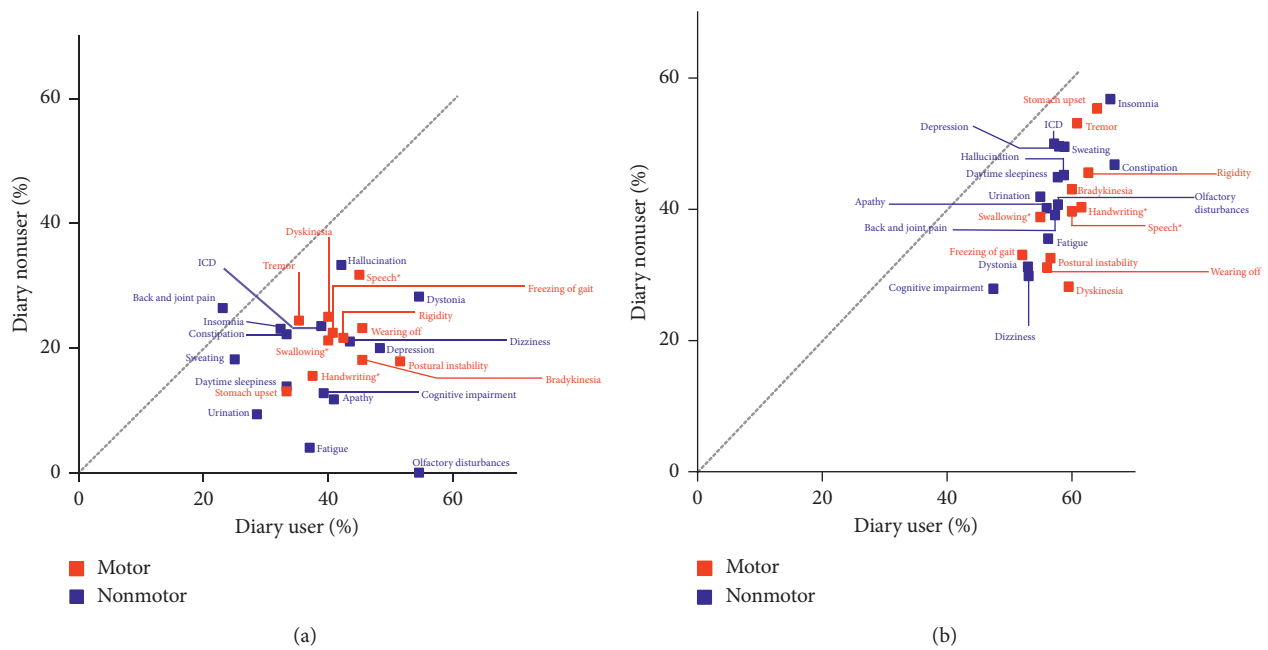 60
40
20
0
0
20
40
60
Diary nonuser (%)
Diary user (%)
Dyskinesia
ICD
Tremor
Hallucination
Speech*
Freezing of gait
Back and joint pain
Dystonia
Insomnia
Rigidity
Constipation
Wearing off
Dizziness
Swallowing*
Depression
Sweating
Postural instability
Bradykinesia
Daytime sleepiness
Handwriting*
Stomach upset
Cognitive impairment
Apathy
Urination
Fatigue
Olfactory disturbances
Motor
Nonmotor
(a)
60
40
20
0
0
20
40
60
Diary nonuser (%)
Diary user (%)
Stomach upset
Insomnia
Depression
ICD
Tremor
Sweating
Hallucination
Constipation
Daytime sleepiness
Rigidity
Bradykinesia
Urination
Apathy
Olfactory
disturbances
Swallowing*
Handwriting*
Back and joint pain
Speech*
Fatigue
Freezing of gait
Postural instability
Dystonia
Wearing off
Cognitive impairment
Dyskinesia
Dizziness
Motor
Nonmotor
(b)